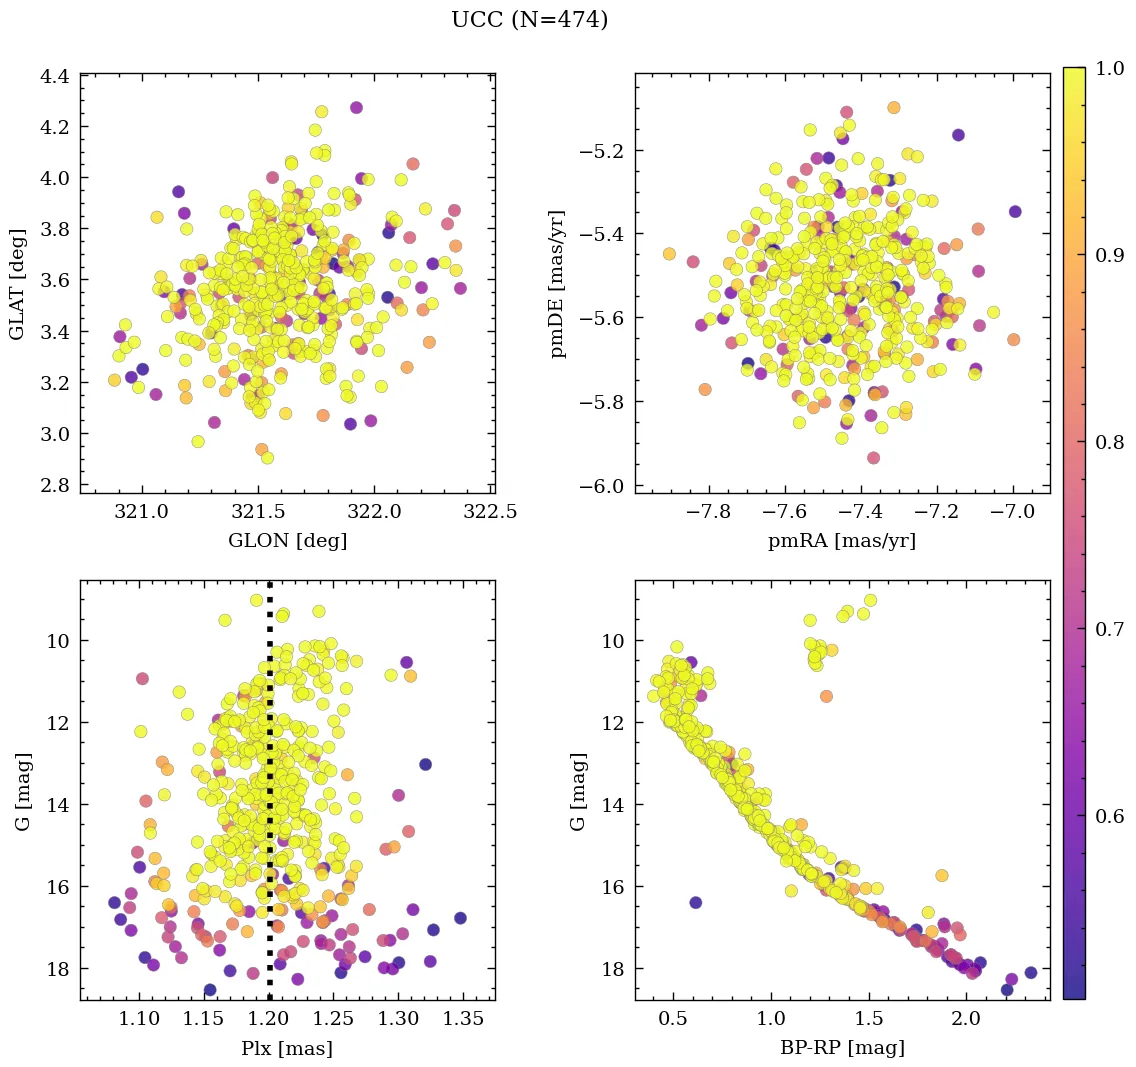 UCC (N=474)
4.4
4.2
4.0
3.8
3.6
3.4
3.2
3.0
2.8
GLAT [deg]
321.0 321.5 322.0 322.5
GLON [deg]
−5.2
−5.4
−5.6
−5.8
−6.0
pmDE [mas/yr]
−7.8 −7.6 −7.4 −7.2 −7.0
pmRA [mas/yr]
10
12
14
16
18
G [mag]
1.10 1.15 1.20 1.25 1.30 1.35
Plx [mas]
10
12
14
16
18
G [mag]
0.5 1.0 1.5 2.0
BP-RP [mag]
1.0
0.9
0.8
0.7
0.6